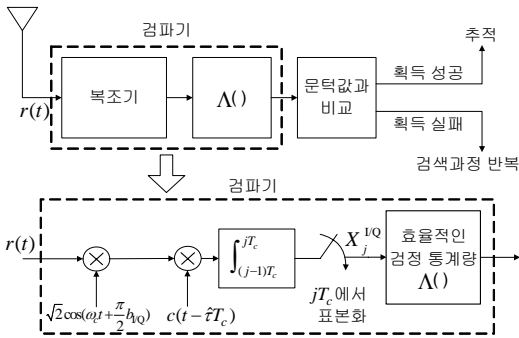 검파기
추적
r(t)
복조기
Λ()
문턱값과
비교
획득 성공
획득 실패
검색과정 반복
검파기
r(t)
√2cos(ω_c t+π/2 b_I/Q)
c(t−τ̂T_c)
∫_(j−1)T_c^jT_c
X_j^I/Q
jT_c에서
표본화
효율적인
검정 통계량
Λ()